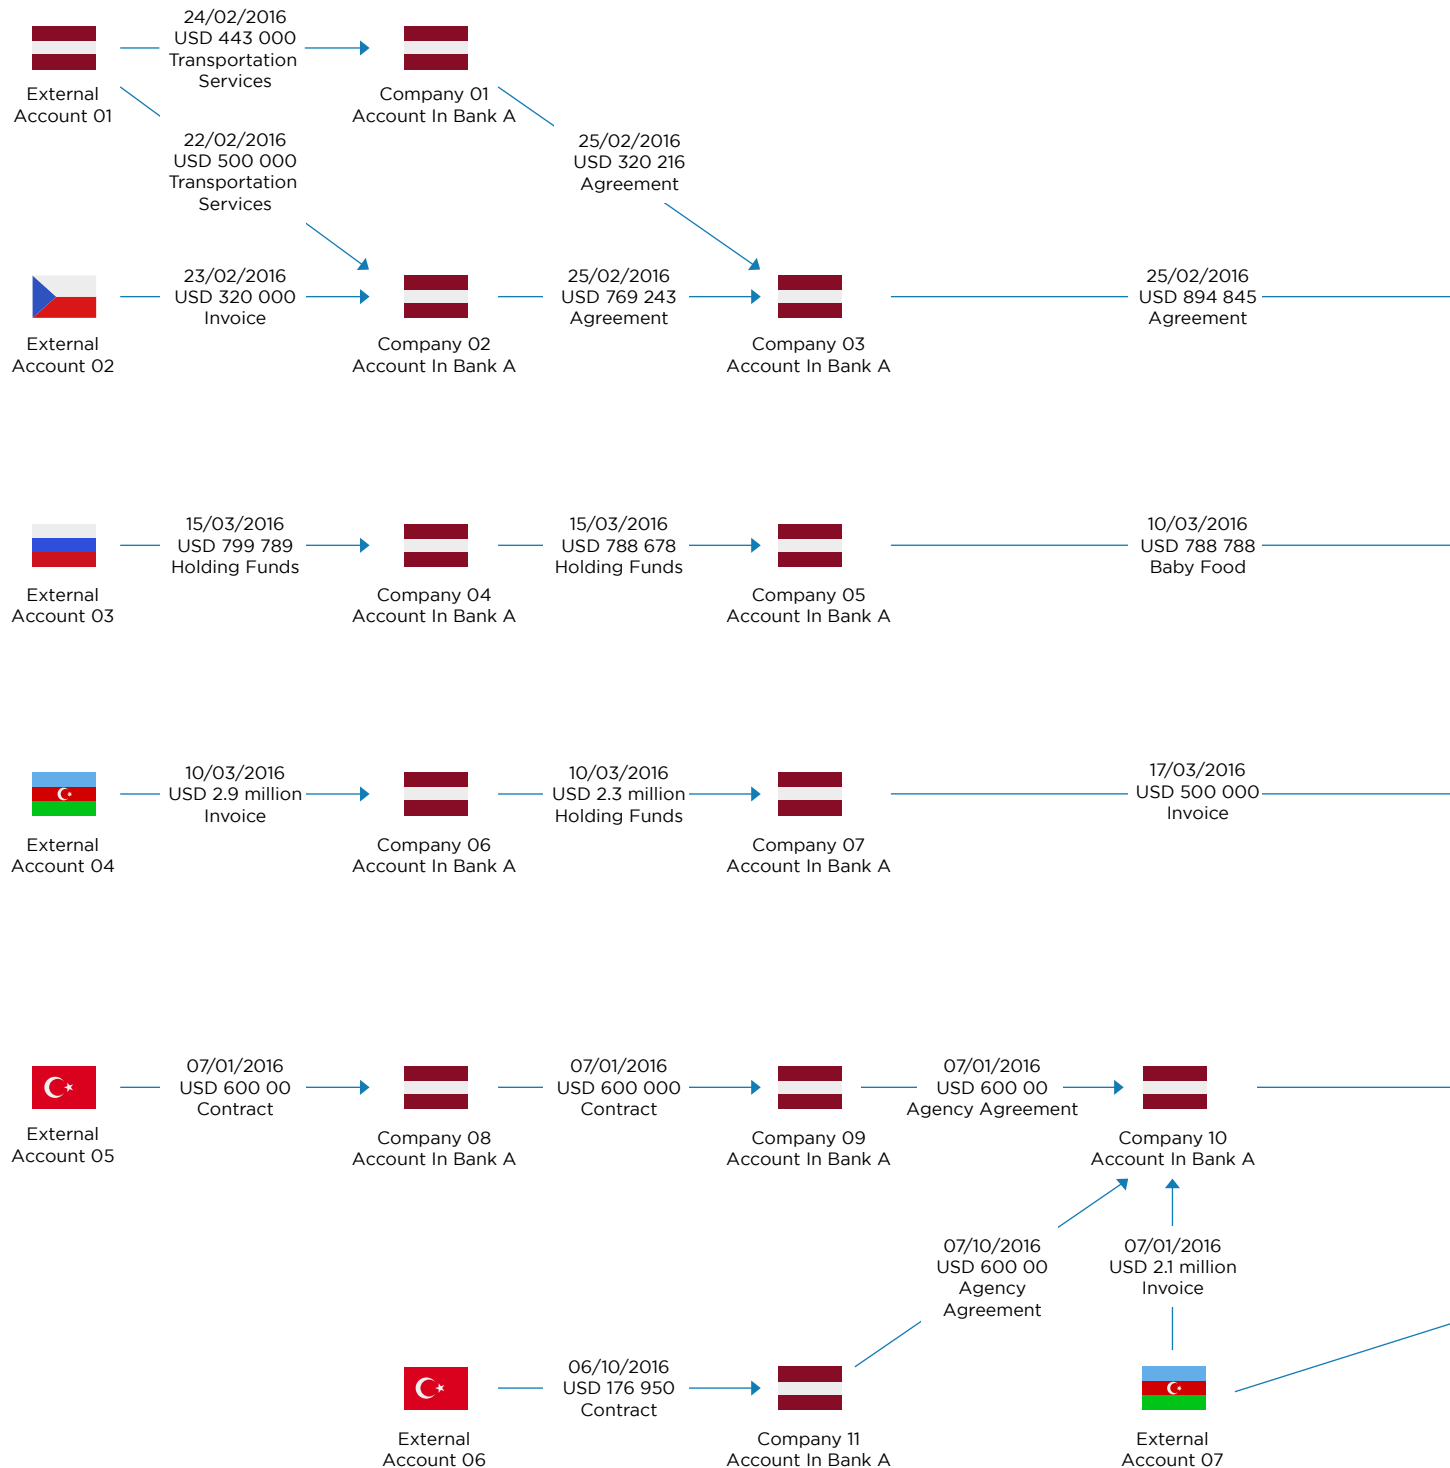 24/02/2016
USD 443 000
Transportation
Services
External
Account 01
Company 01
Account In Bank A
22/02/2016
USD 500 000
Transportation
Services
25/02/2016
USD 320 216
Agreement
23/02/2016
USD 320 000
Invoice
25/02/2016
USD 769 243
Agreement
25/02/2016
USD 894 845
Agreement
External
Account 02
Company 02
Account In Bank A
Company 03
Account In Bank A
15/03/2016
USD 799 789
Holding Funds
15/03/2016
USD 788 678
Holding Funds
10/03/2016
USD 788 788
Baby Food
External
Account 03
Company 04
Account In Bank A
Company 05
Account In Bank A
10/03/2016
USD 2.9 million
Invoice
10/03/2016
USD 2.3 million
Holding Funds
17/03/2016
USD 500 000
Invoice
External
Account 04
Company 06
Account In Bank A
Company 07
Account In Bank A
07/01/2016
USD 600 00
Contract
07/01/2016
USD 600 000
Contract
07/01/2016
USD 600 00
Agency Agreement
External
Account 05
Company 08
Account In Bank A
Company 09
Account In Bank A
Company 10
Account In Bank A
07/10/2016
USD 600 00
Agency
Agreement
07/01/2016
USD 2.1 million
Invoice
06/10/2016
USD 176 950
Contract
External
Account 06
Company 11
Account In Bank A
External
Account 07